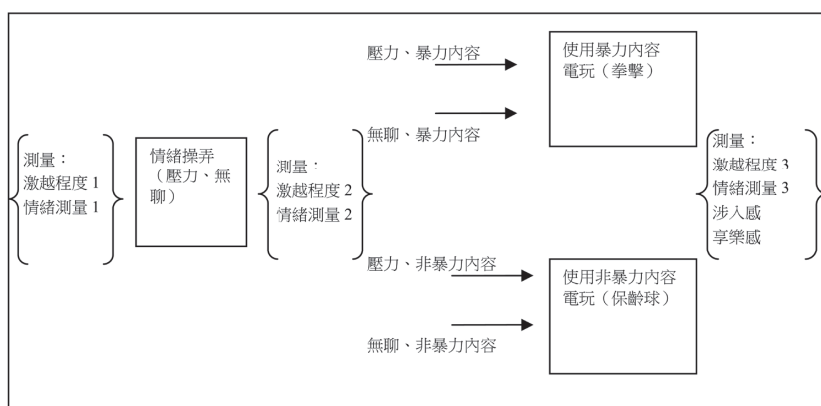 測量：
激越程度 1
情緒測量 1
情緒操弄
（壓力、無
聊）
測量：
激越程度 2
情緒測量 2
壓力、暴力內容
無聊、暴力內容
使用暴力內容
電玩（拳擊）
壓力、非暴力內容
無聊、非暴力內容
使用非暴力內容
電玩（保齡球）
測量：
激越程度 3
情緒測量 3
涉入感
享樂感